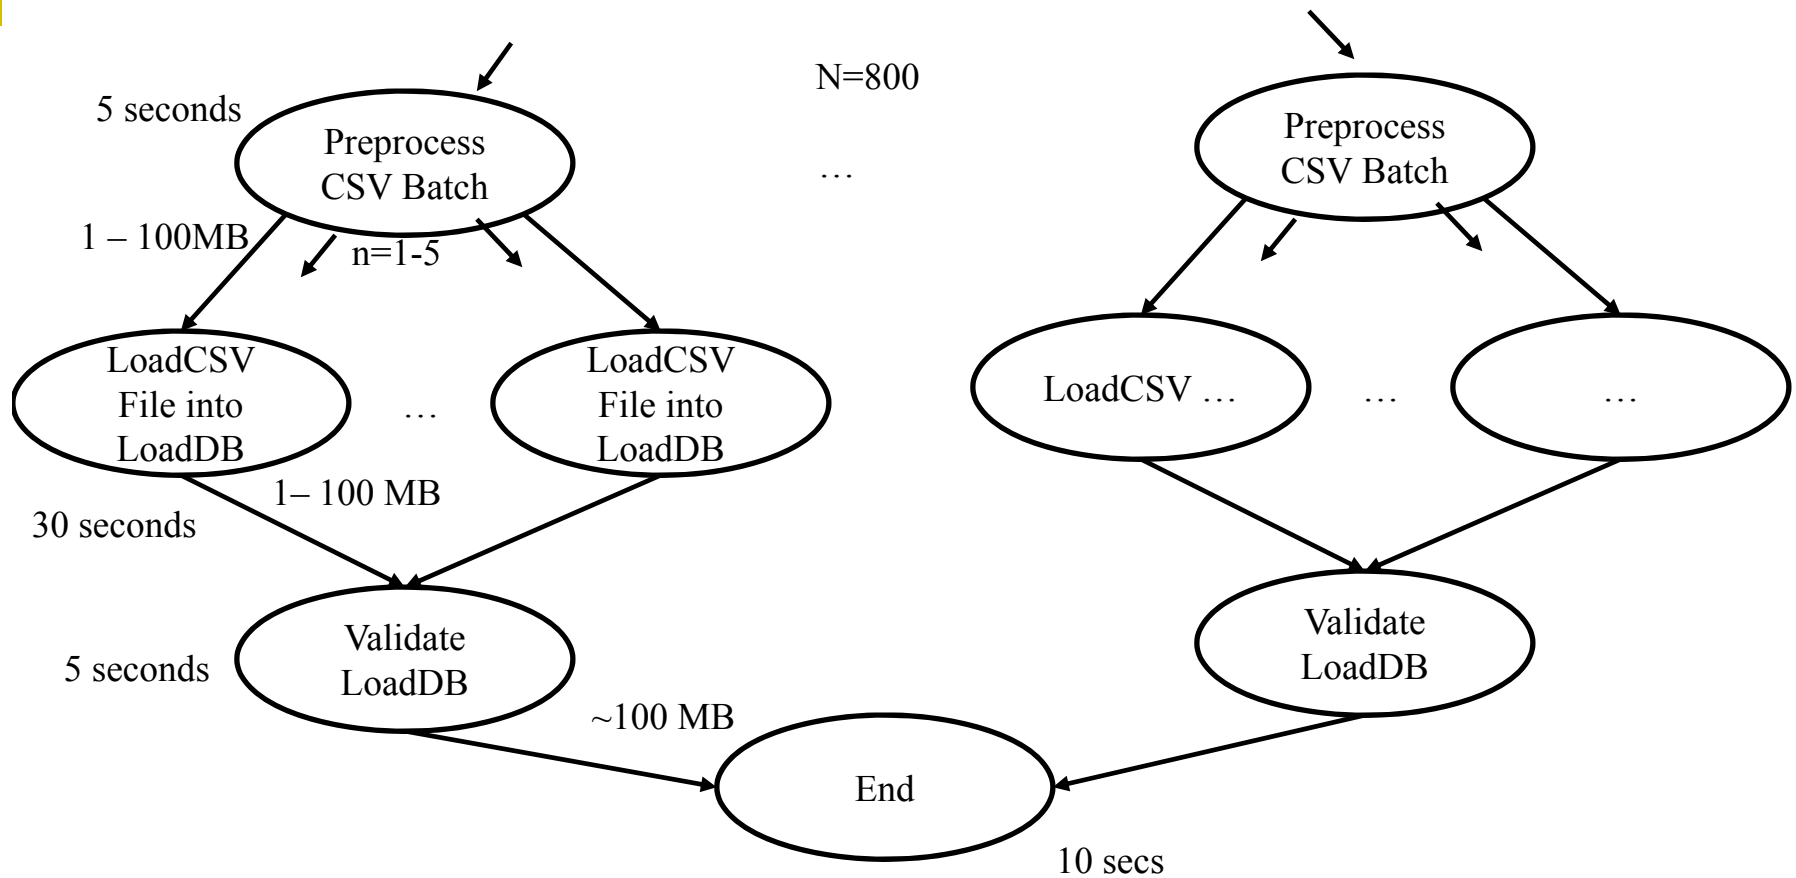 N=800
5 seconds
Preprocess
CSV Batch
…
Preprocess
CSV Batch
1 – 100MB
n=1-5
LoadCSV
File into
LoadDB
…
LoadCSV
File into
LoadDB
LoadCSV …
…
…
1– 100 MB
30 seconds
Validate
LoadDB
Validate
LoadDB
5 seconds
~100 MB
End
10 secs